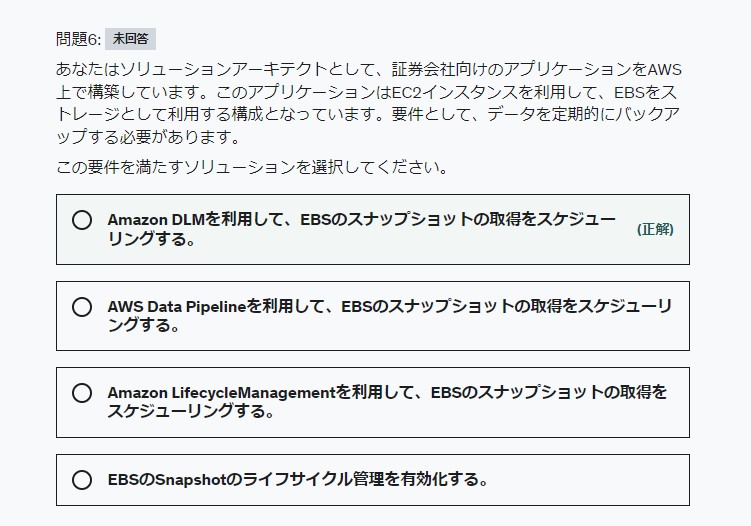 問題6: 未回答
あなたはソリューションアーキテクトとして、証券会社向けのアプリケーションをAWS
上で構築しています。このアプリケーションはEC2インスタンスを利用して、EBSをス
トレージとして利用する構成となっています。要件として、データを定期的にバックア
ップする必要があります。
この要件を満たすソリューションを選択してください。
Amazon DLMを利用して、EBSのスナップショットの取得をスケジュー
リングする。
(正解)
AWS Data Pipelineを利用して、EBSのスナップショットの取得をスケジューリ
ングする。
Amazon LifecycleManagementを利用して、EBSのスナップショットの取得を
スケジューリングする。
EBSのSnapshotのライフサイクル管理を有効化する。